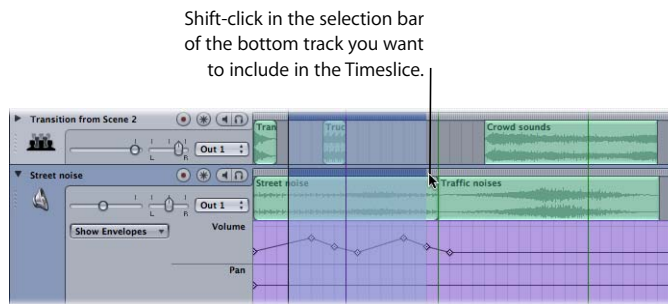 Shift-click in the selection bar
of the bottom track you want
to include in the Timeslice.
Transition from Scene 2
Tran
Truc
Crowd sounds
L R
Out 1
Street noise
Street noise
Traffic noises
L R
Out 1
Show Envelopes
Volume
Pan